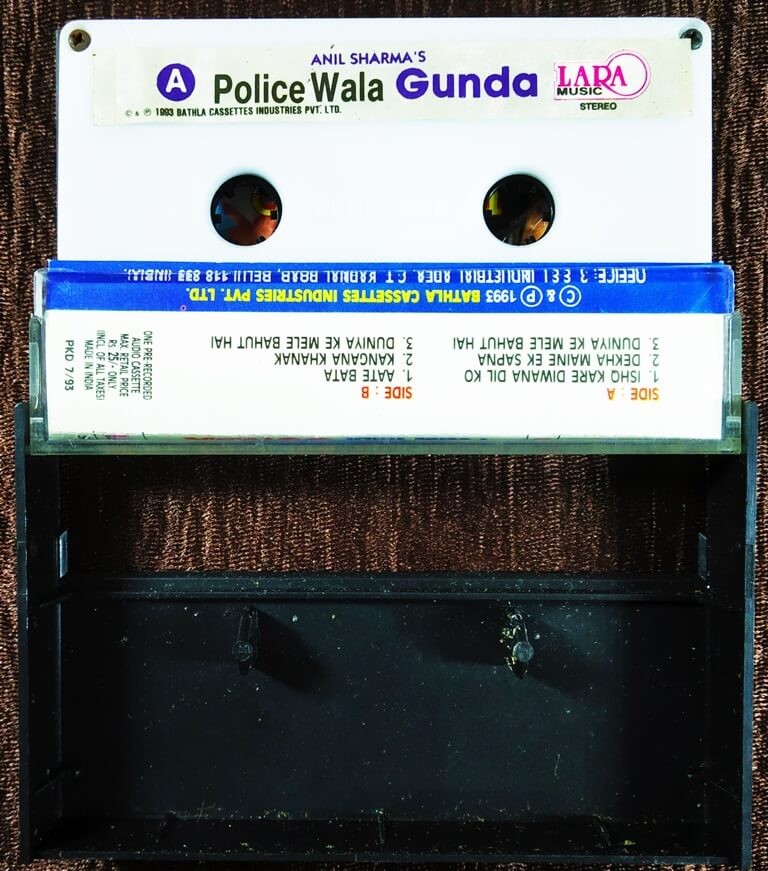 ANIL SHARMA'S
A Police Wala Gunda
LARA
MUSIC
STEREO
© & ℗ 1993 BATHLA CASSETTES INDUSTRIES PVT. LTD.
SIDE : A
1. ISHQ KARE DIWANA DIL KO
2. DEKHA MAINE EK SAPNA
3. DUNIYA KE MELE BAHUT HAI
SIDE : B
1. AATE BATA
2. KANGANA KHANAK
3. DUNIYA KE MELE BAHUT HAI
ONE PRE-RECORDED
AUDIO CASSETTE
MAX. RETAIL PRICE
RS. 25/- ONLY
(INCL. OF ALL TAXES)
MADE IN INDIA
PKD 7/93
© & ℗ 1993 BATHLA CASSETTES INDUSTRIES PVT. LTD.